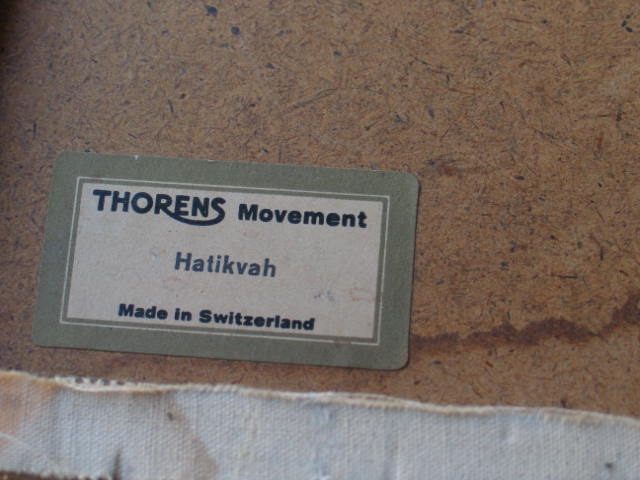 THORENS Movement
Hatikvah
Made in Switzerland